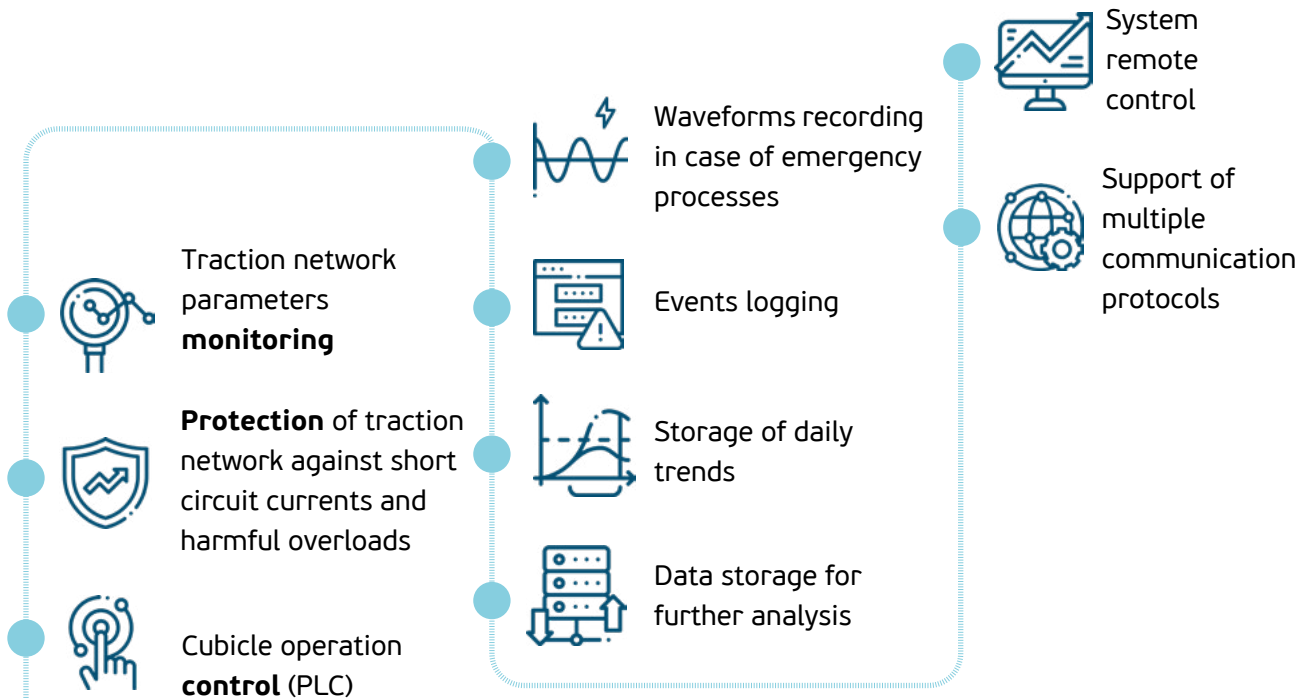 Traction network
parameters
monitoring
Protection of traction
network against short
circuit currents and
harmful overloads
Cubicle operation
control (PLC)
Waveforms recording
in case of emergency
processes
Events logging
Storage of daily
trends
Data storage for
further analysis
System
remote
control
Support of
multiple
communication
protocols